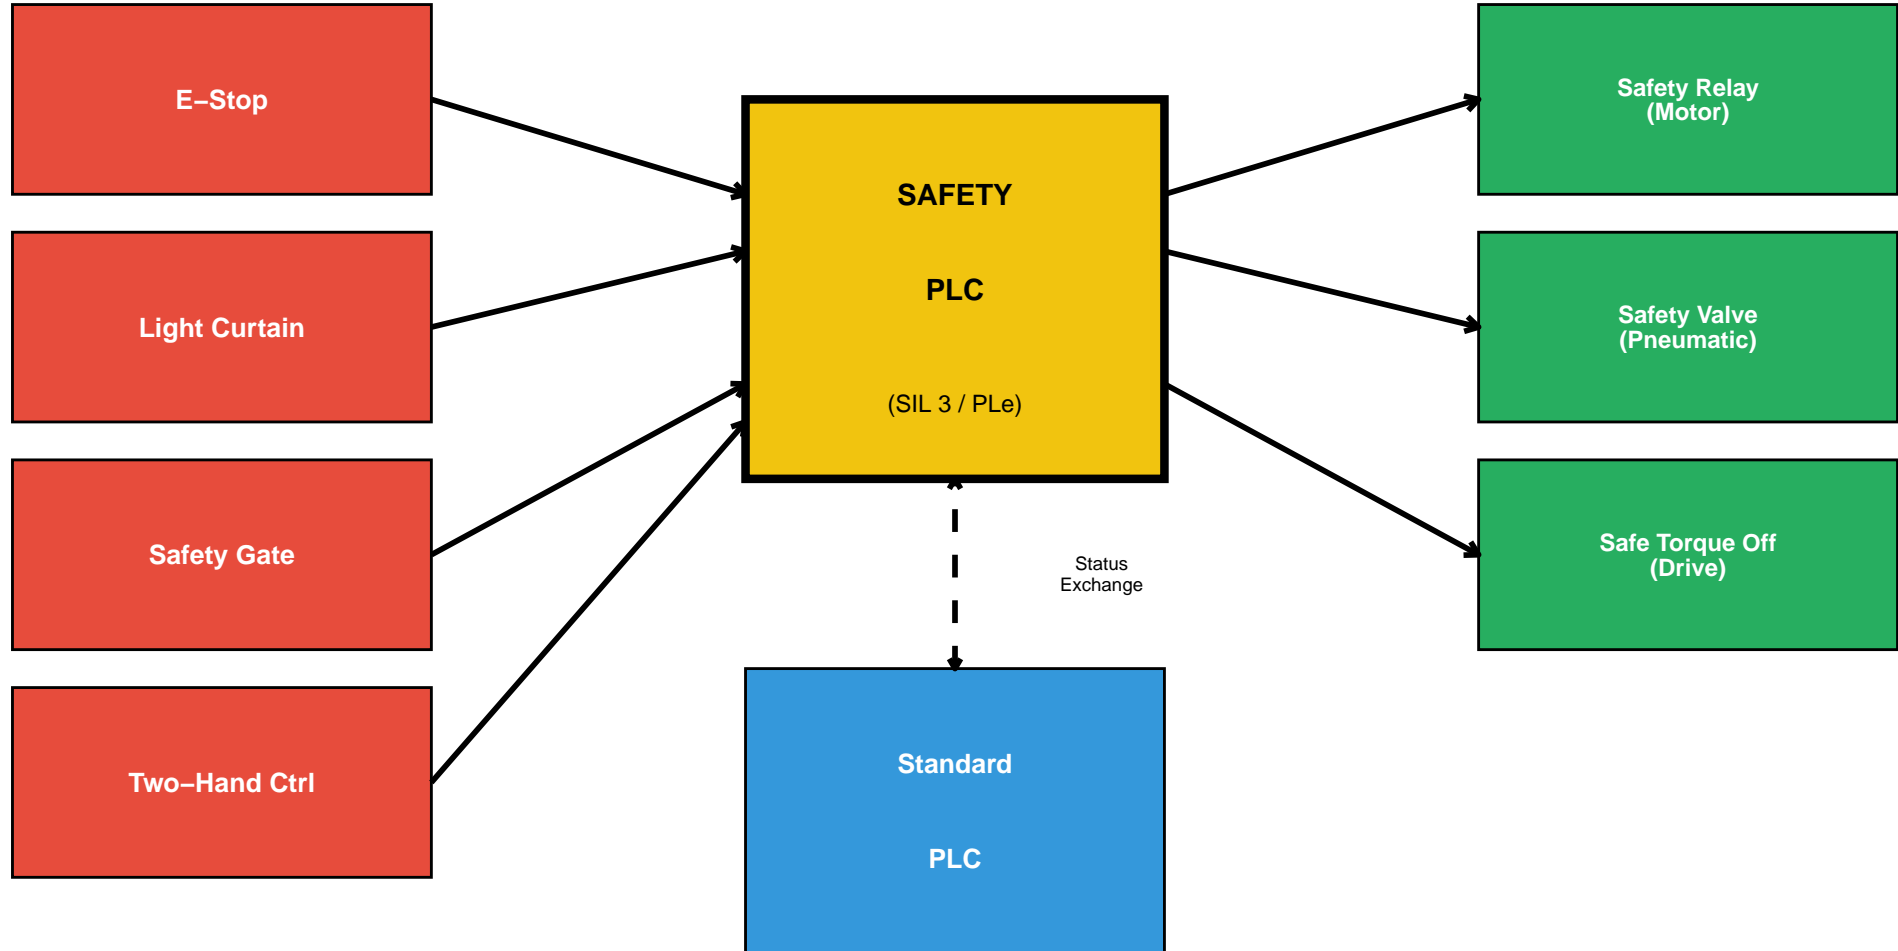 E−Stop
Light Curtain
Safety Gate
Two−Hand Ctrl
SAFETY
PLC
(SIL 3 / PLe)
Status
Exchange
Standard
PLC
Safety Relay
(Motor)
Safety Valve
(Pneumatic)
Safe Torque Off
(Drive)